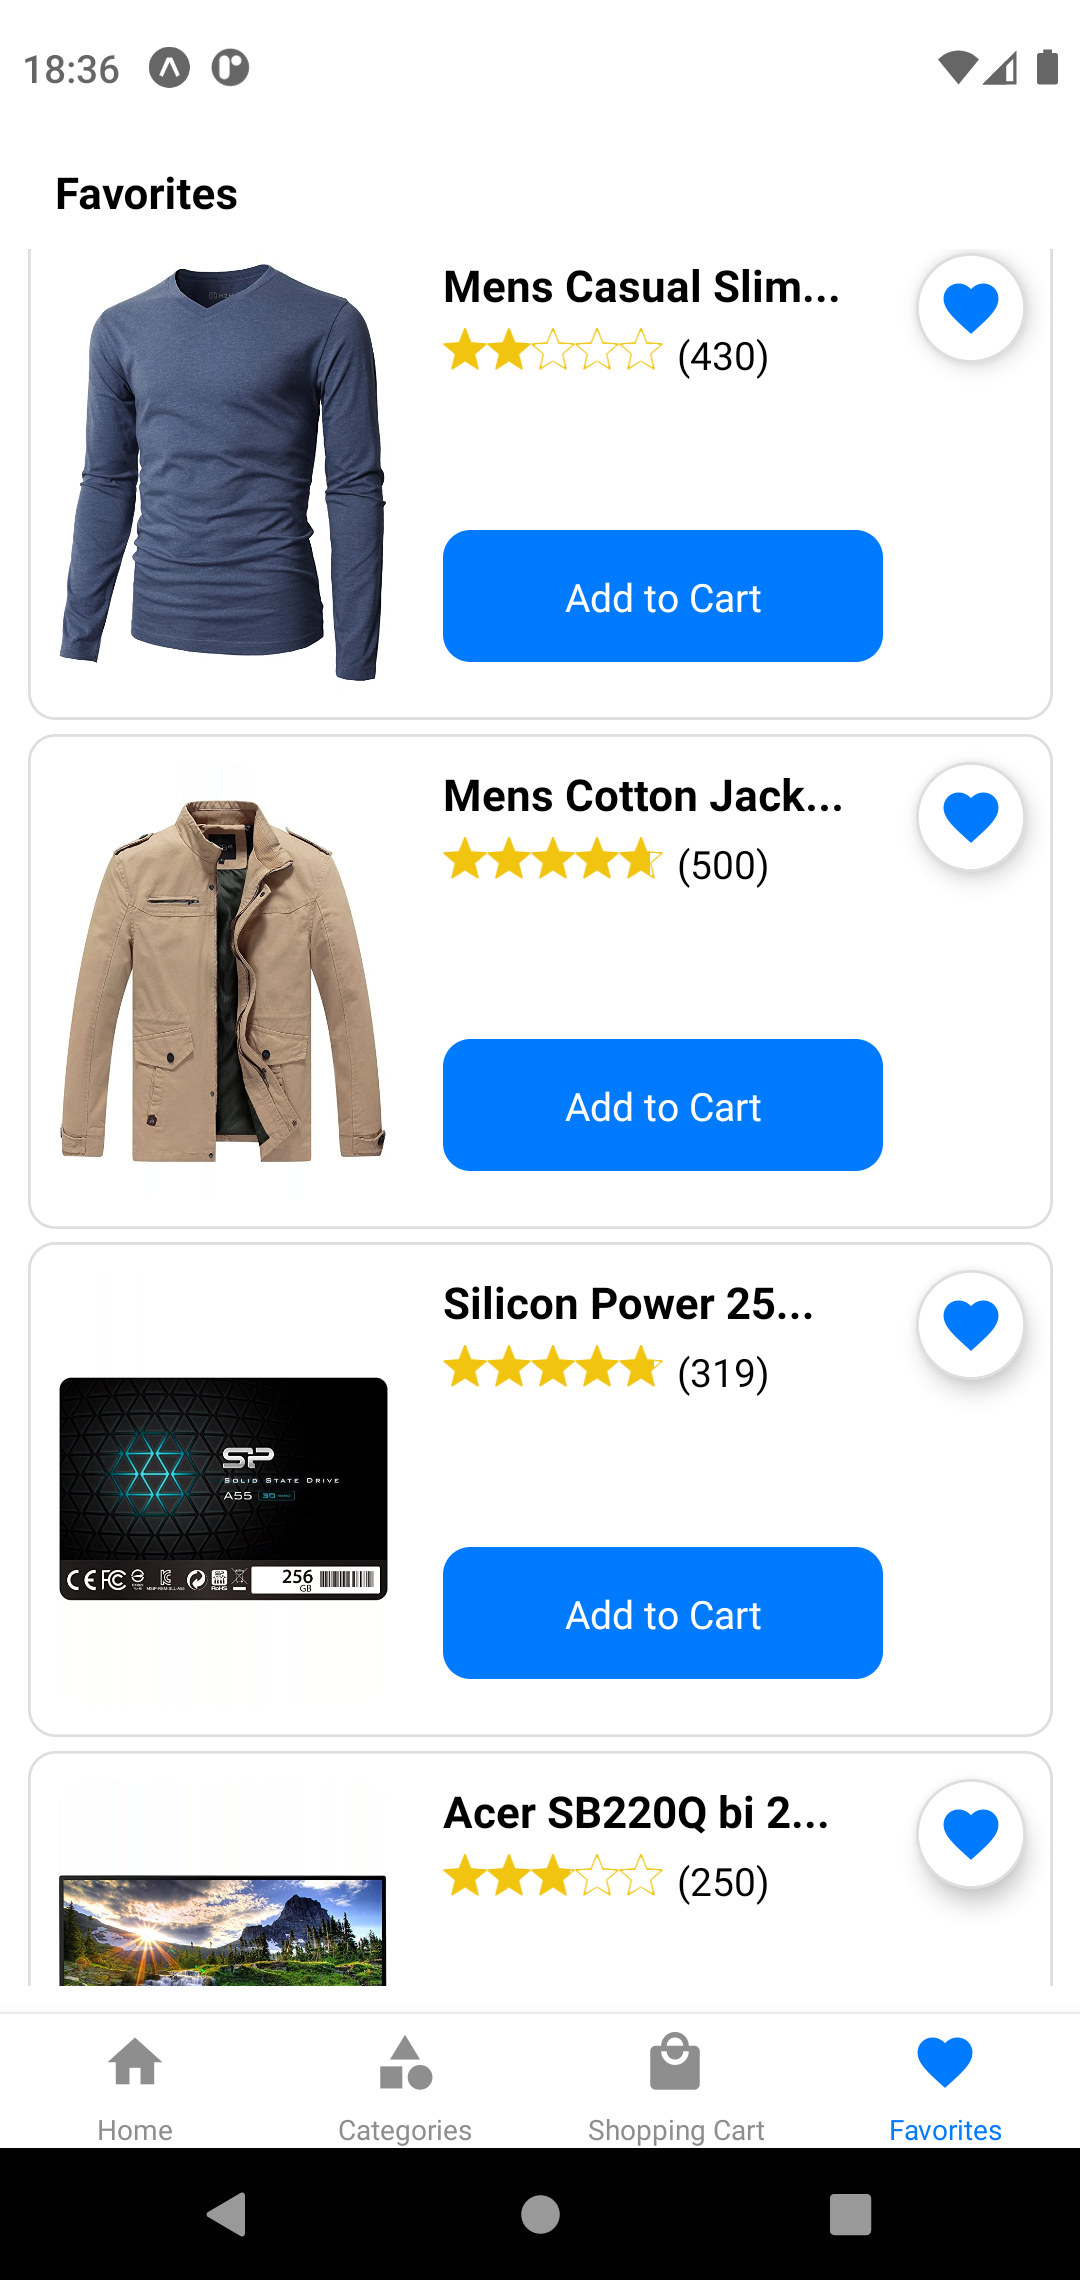 18:36
Favorites
Mens Casual Slim...
(430)
Add to Cart
Mens Cotton Jack...
(500)
Add to Cart
Silicon Power 25...
(319)
SP
SOLID STATE DRIVE
A55 3D
256
GB
Add to Cart
Acer SB220Q bi 2...
(250)
Home
Categories
Shopping Cart
Favorites